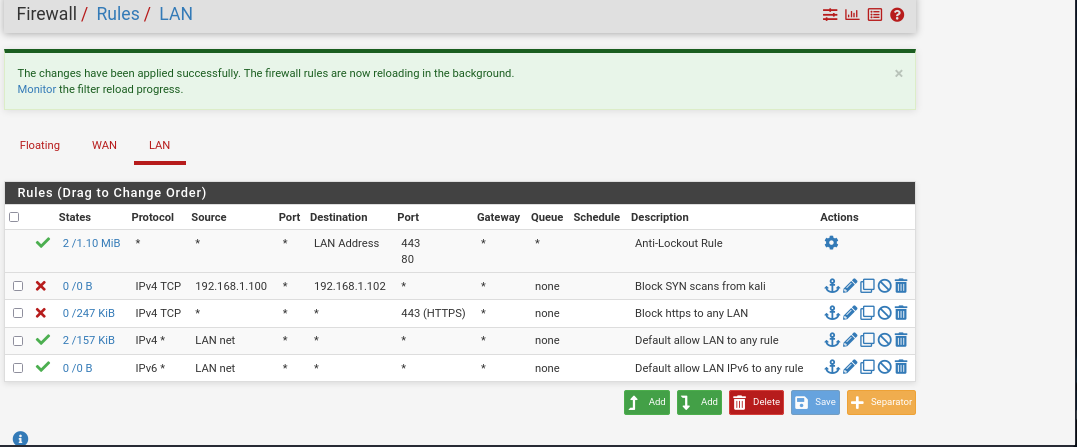 Firewall / Rules / LAN
The changes have been applied successfully. The firewall rules are now reloading in the background.
Monitor the filter reload progress.
×
Floating WAN LAN
Rules (Drag to Change Order)
States Protocol Source Port Destination Port Gateway Queue Schedule Description Actions
2 /1.10 MiB * * * LAN Address 443 * * Anti-Lockout Rule
80
0 /0 B IPv4 TCP 192.168.1.100 * 192.168.1.102 * * none Block SYN scans from kali
0 /247 KiB IPv4 TCP * * * 443 (HTTPS) * none Block https to any LAN
2 /157 KiB IPv4 * LAN net * * * * none Default allow LAN to any rule
0 /0 B IPv6 * LAN net * * * * none Default allow LAN IPv6 to any rule
Add Add Delete Save Separator